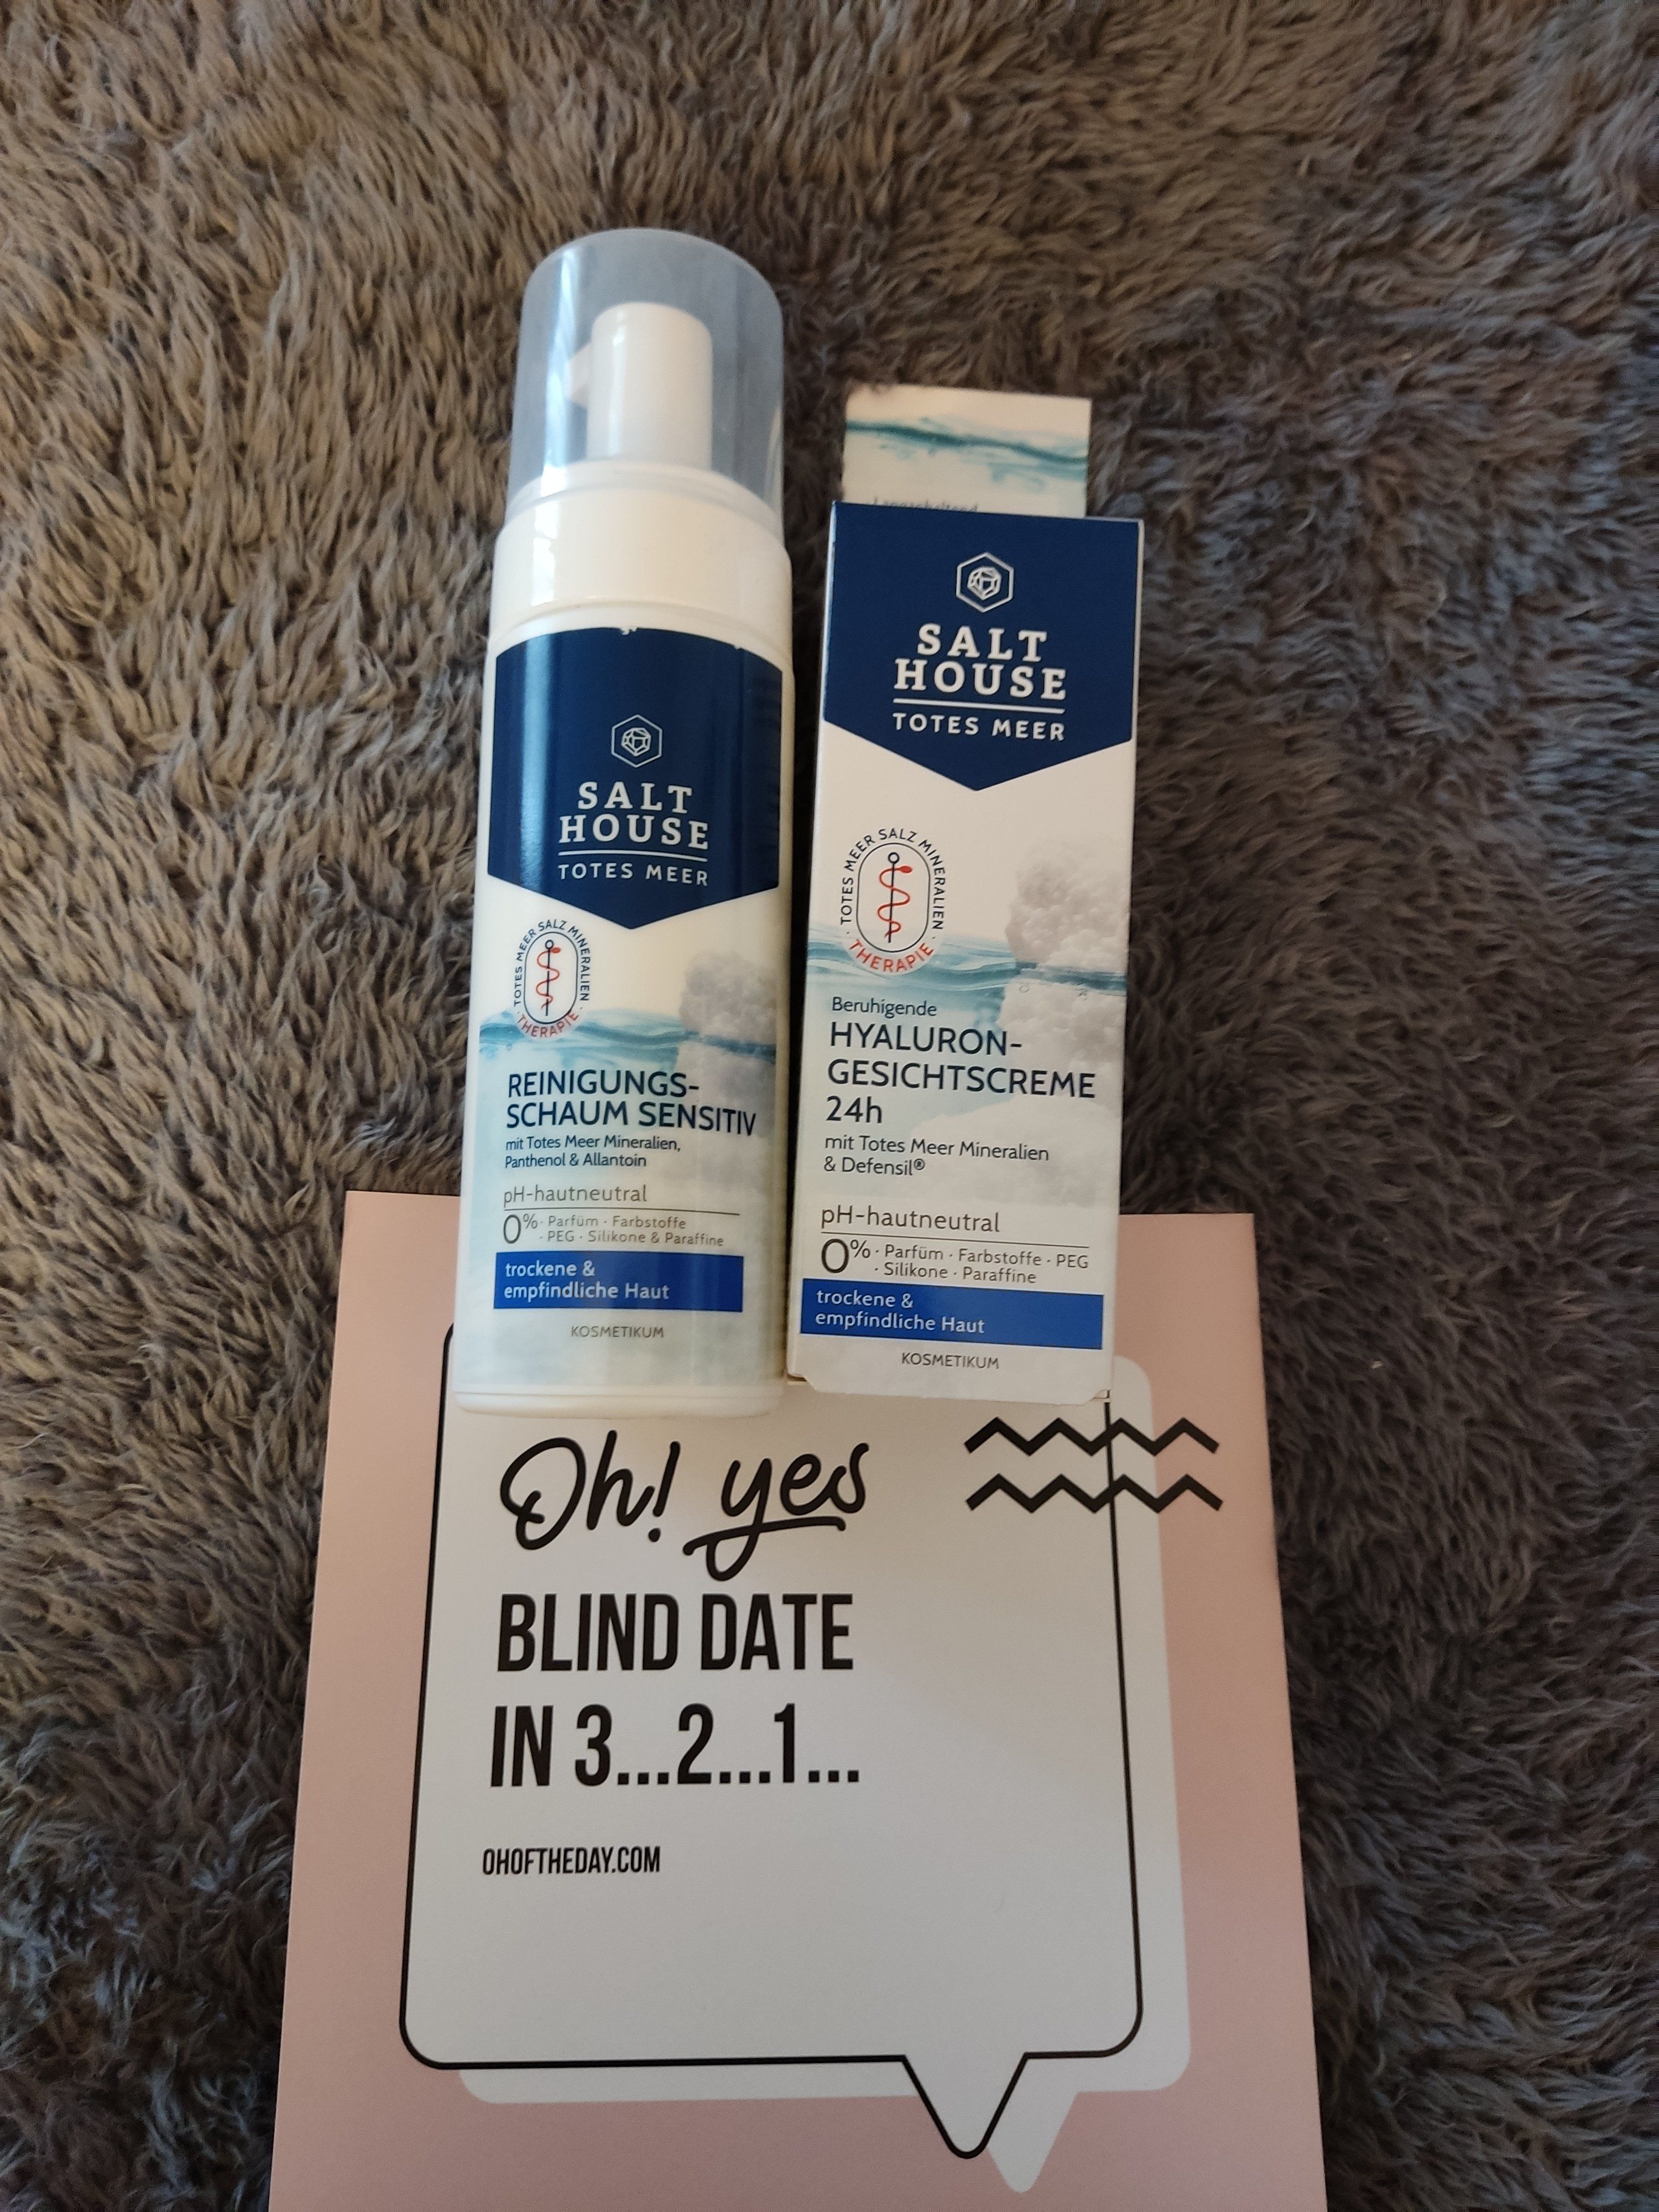 SALT
HOUSE
TOTES MEER
TOTES MEER SALZ MINERALIEN
THERAPIE
REINIGUNGS-
SCHAUM SENSITIV
mit Totes Meer Mineralien,
Panthenol & Allantoin
pH-hautneutral
0% · Parfüm · Farbstoffe
· PEG · Silikone & Paraffine
trockene &
empfindliche Haut
KOSMETIKUM
SALT
HOUSE
TOTES MEER
· TOTES MEER SALZ MINERALIEN ·
THERAPIE
Beruhigende
HYALURON-
GESICHTSCREME
24h
mit Totes Meer Mineralien
& Defensil®
pH-hautneutral
0% · Parfüm · Farbstoffe · PEG
· Silikone · Paraffine
trockene &
empfindliche Haut
KOSMETIKUM
Oh! yes
BLIND DATE
IN 3...2...1...
OHOFTHEDAY.COM